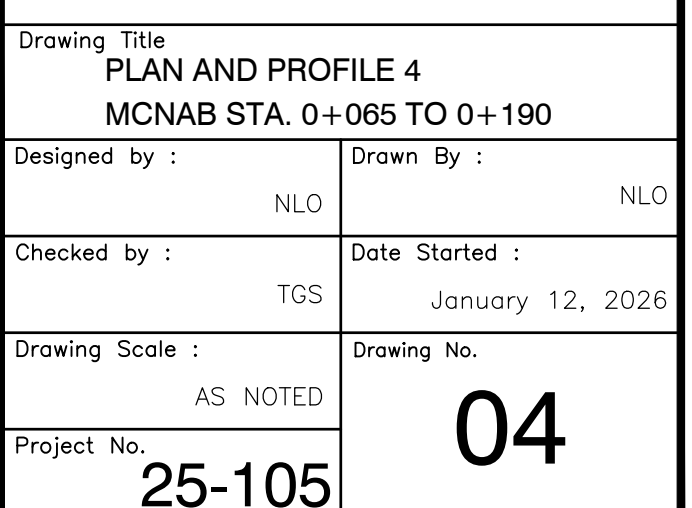 Drawing Title
PLAN AND PROFILE 4
MCNAB STA. 0+065 TO 0+190
Designed by :
NLO
Drawn By :
NLO
Checked by :
TGS
Date Started :
January 12, 2026
Drawing Scale :
AS NOTED
Drawing No.
04
Project No.
25-105